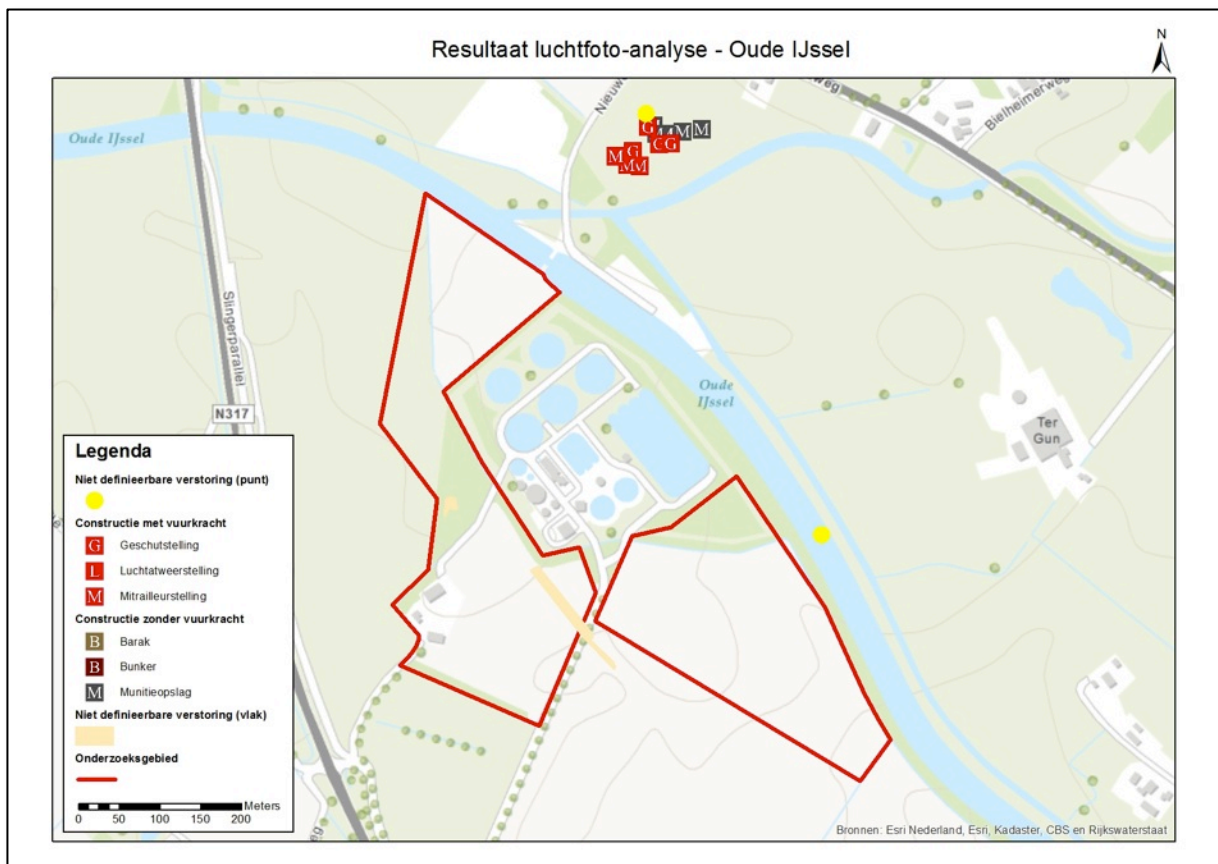 Resultaat luchtfoto-analyse - Oude IJssel
N
Nieuw
weg
Bielheimerweg
Oude IJssel
G
M M M M
G G
M G
M M
Slingerparallel
Oude
IJssel
N317
Ter
Gun
Legenda
Niet definieerbare verstoring (punt)
Constructie met vuurkracht
G Geschutstelling
L Luchtatweerstelling
M Mitrailleurstelling
Constructie zonder vuurkracht
B Barak
B Bunker
M Munitieopslag
Niet definieerbare verstoring (vlak)
Onderzoeksgebied
Meters
0 50 100 150 200
eg
Bronnen: Esri Nederland, Esri, Kadaster, CBS en Rijkswaterstaat